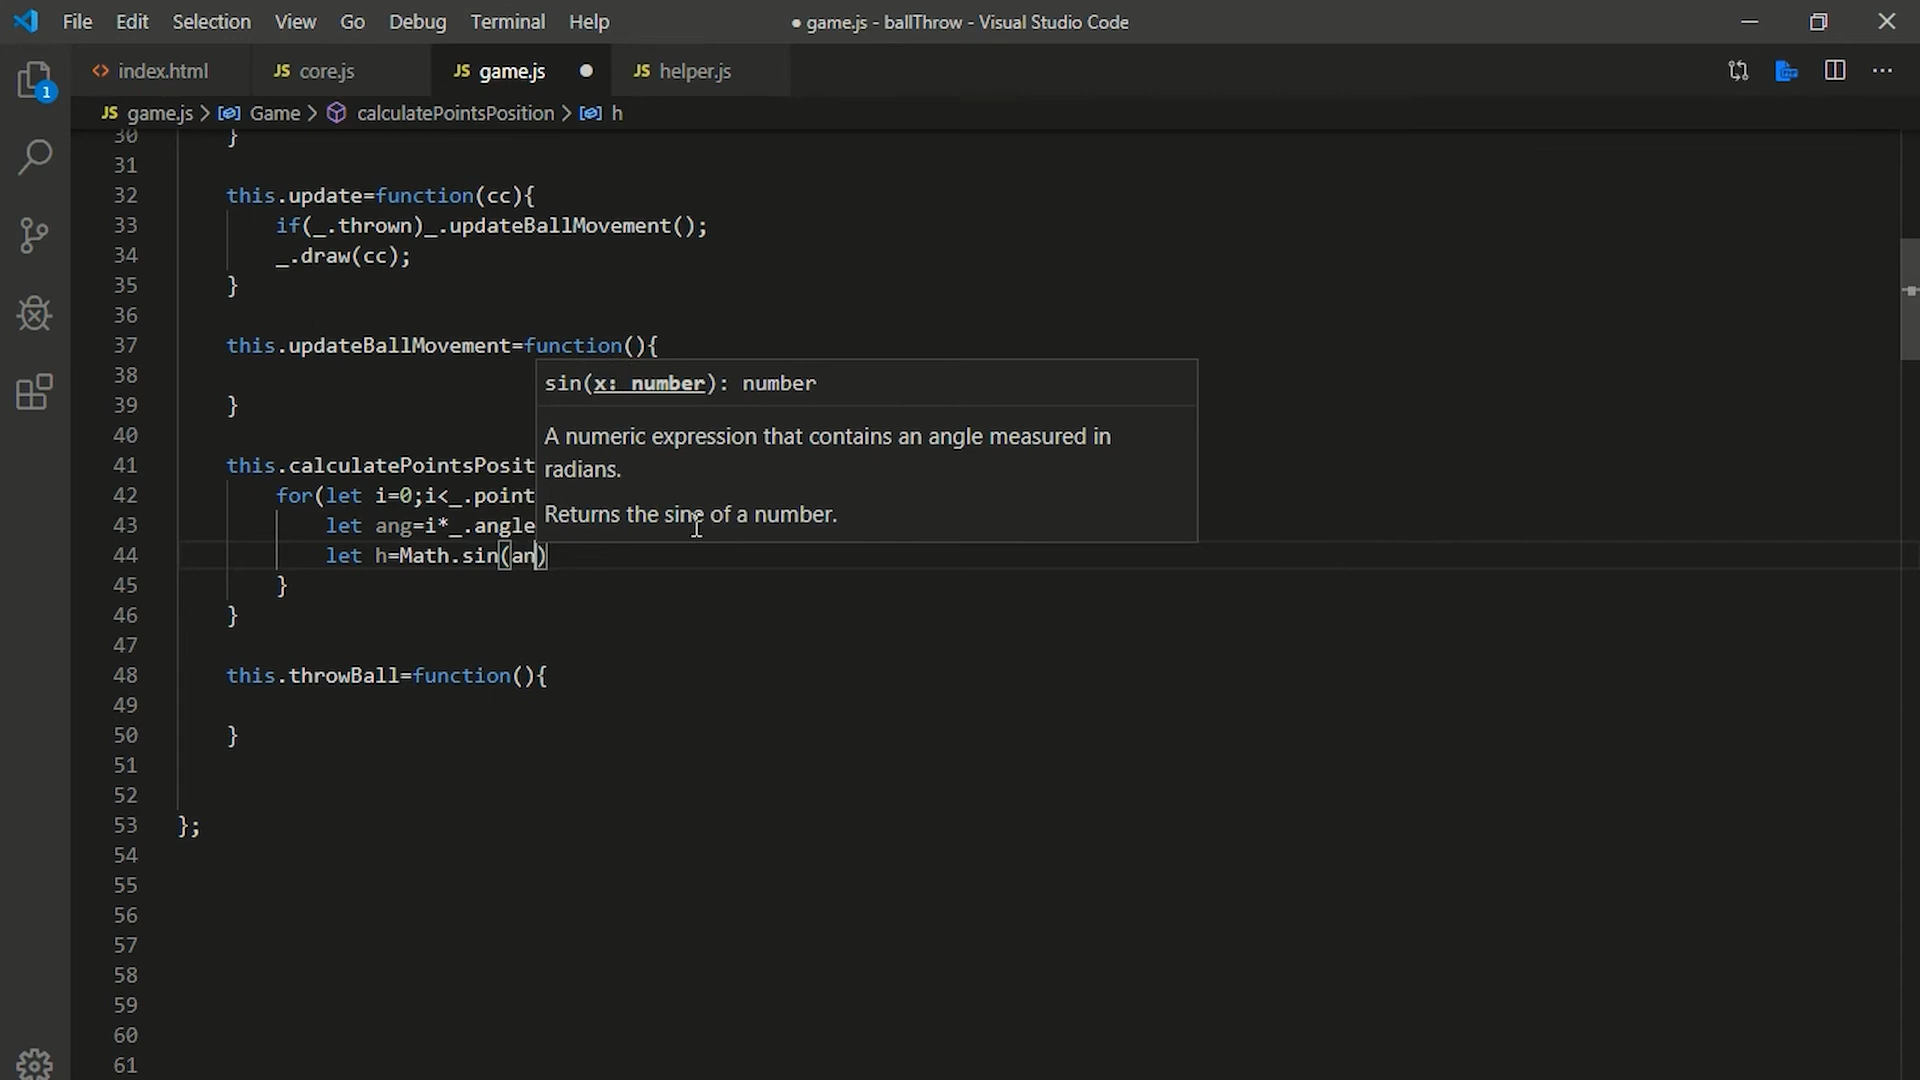 File Edit Selection View Go Debug Terminal Help
● game.js - ballThrow - Visual Studio Code
index.html
JS core.js
JS game.js
JS helper.js
1
JS game.js > Game > calculatePointsPosition > h
30 }
31
32 this.update=function(cc){
33 if(_.thrown)_.updateBallMovement();
34 _.draw(cc);
35 }
36
37 this.updateBallMovement=function(){
38
39 }
40
41 this.calculatePointsPosit
42 for(let i=0;i<_.point
43 let ang=i*_.angle
44 let h=Math.sin(an)
45 }
46 }
47
48 this.throwBall=function(){
49
50 }
51
52
53 };
54
55
56
57
58
59
60
61
sin(x: number): number
A numeric expression that contains an angle measured in
radians.
Returns the sine of a number.